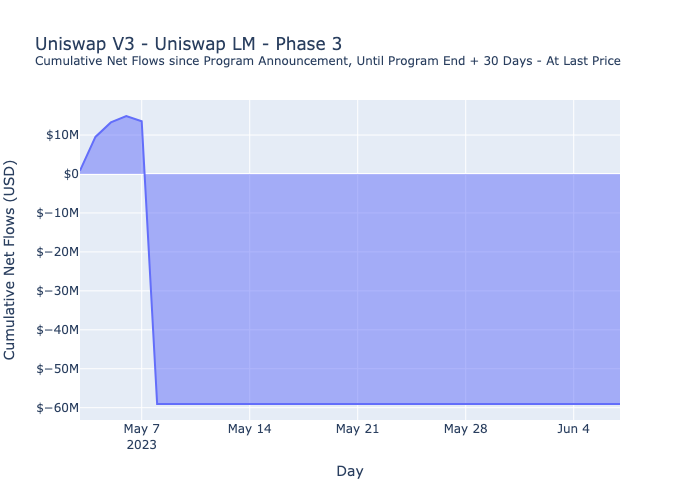 Uniswap V3 - Uniswap LM - Phase 3
Cumulative Net Flows since Program Announcement, Until Program End + 30 Days - At Last Price
Cumulative Net Flows (USD)
$10M
$0
$−10M
$−20M
$−30M
$−40M
$−50M
$−60M
May 7
2023
May 14
May 21
May 28
Jun 4
Day